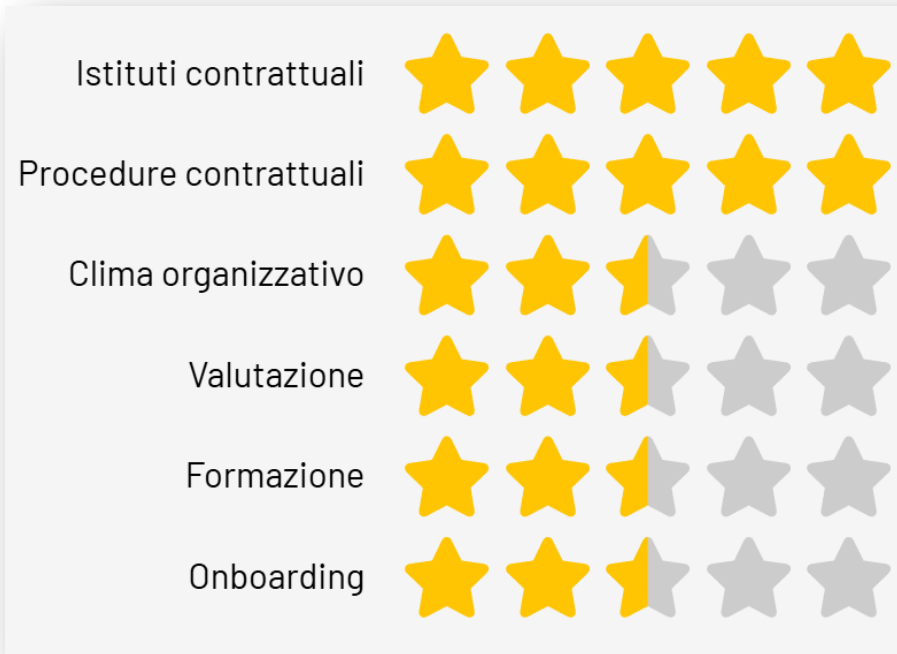 Istituti contrattuali
Procedure contrattuali
Clima organizzativo
Valutazione
Formazione
Onboarding